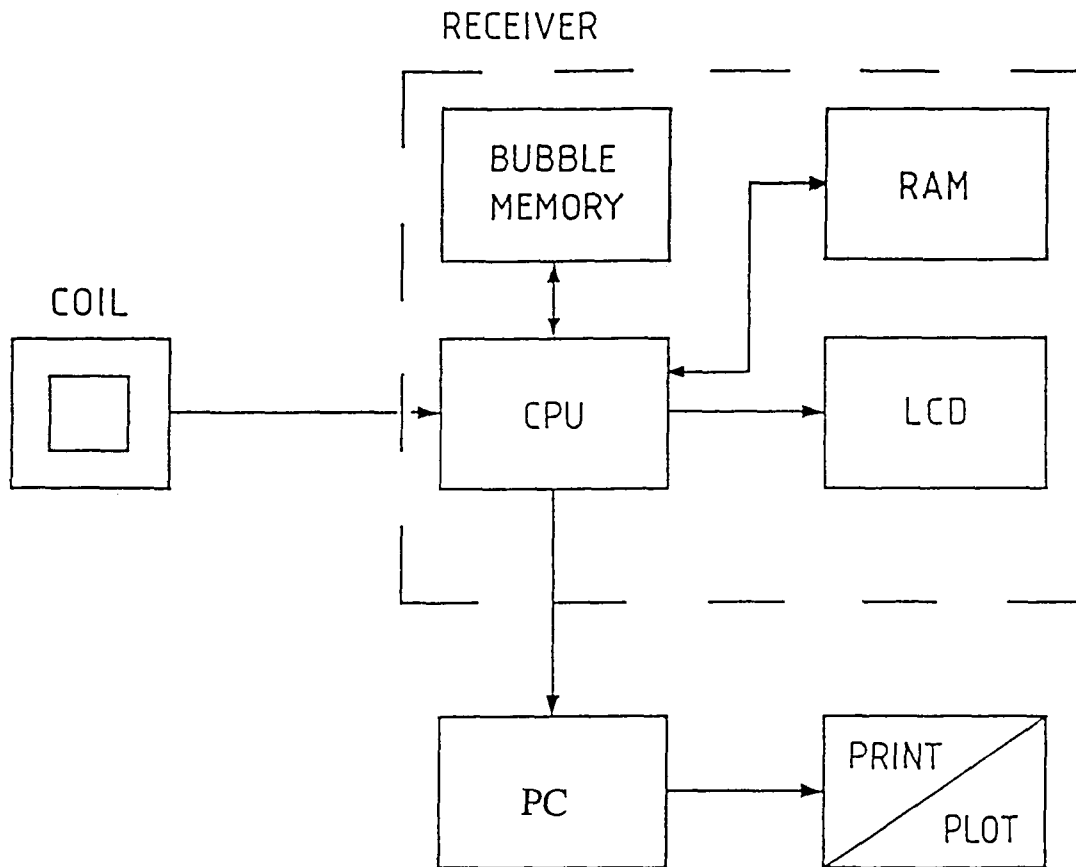 RECEIVER
BUBBLE
MEMORY
RAM
COIL
CPU
LCD
PC
PRINT
PLOT